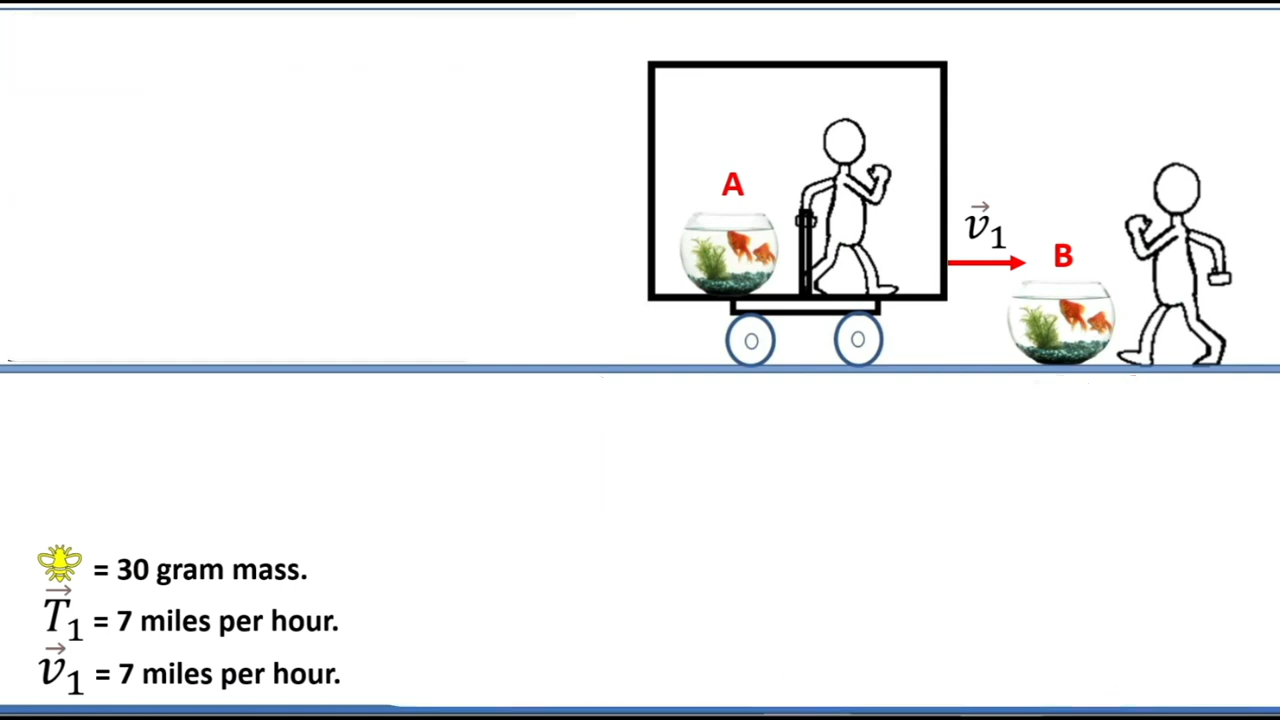 A
v⃗₁
B
= 30 gram mass.
T⃗₁ = 7 miles per hour.
v⃗₁ = 7 miles per hour.